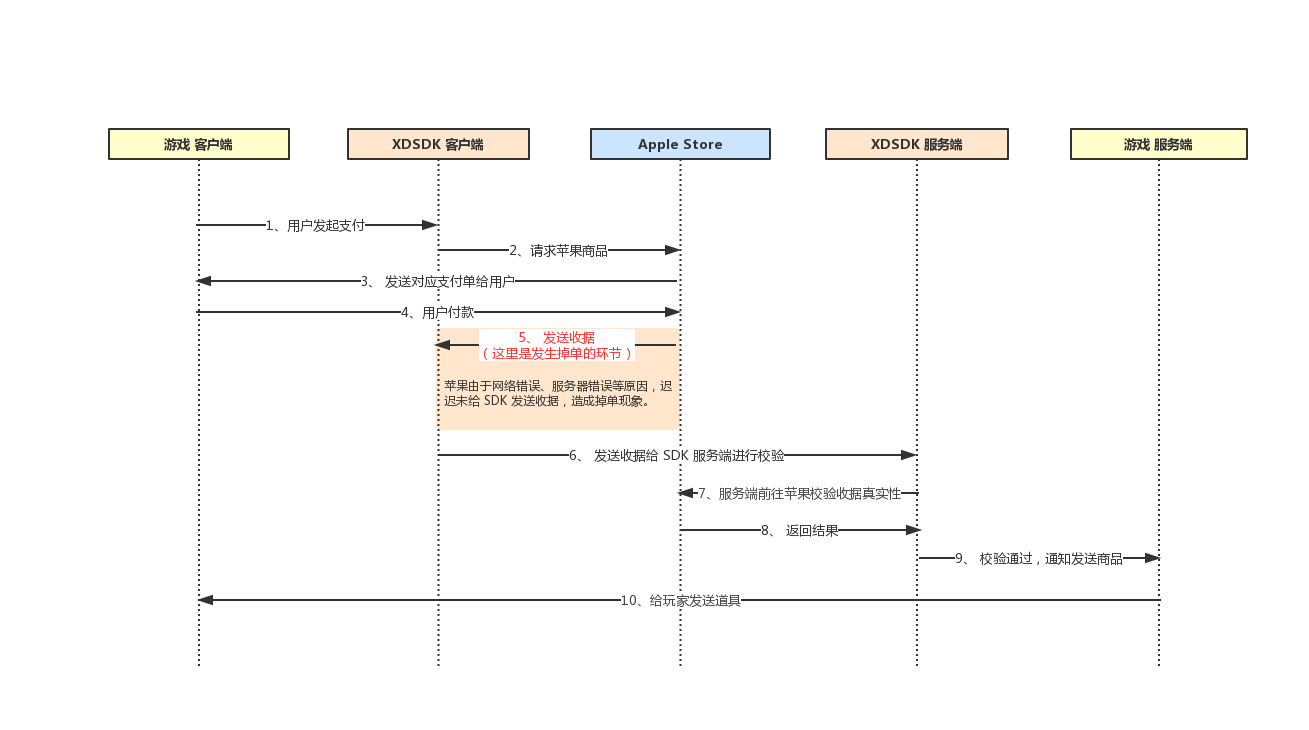 游戏 客户端
XDSDK 客户端
Apple Store
XDSDK 服务端
游戏 服务端
1、用户发起支付
2、请求苹果商品
3、 发送对应支付单给用户
4、用户付款
5、 发送收据
（这里是发生掉单的环节）
苹果由于网络错误、服务器错误等原因，迟
迟未给 SDK 发送收据，造成掉单现象。
6、 发送收据给 SDK 服务端进行校验
7、服务端前往苹果校验收据真实性
8、 返回结果
9、 校验通过，通知发送商品
10、给玩家发送道具